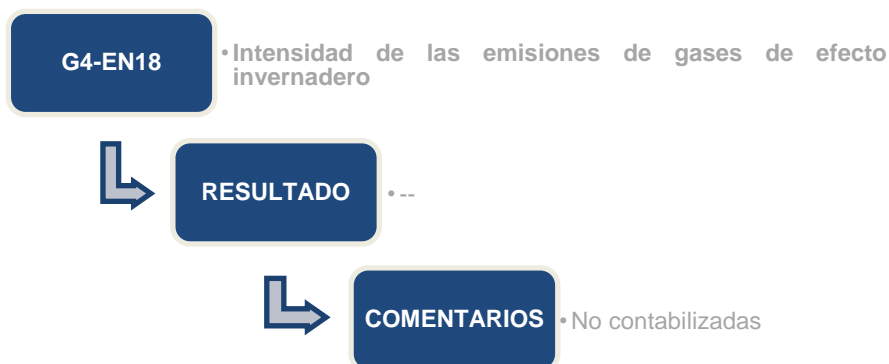 G4-EN18
• Intensidad de las emisiones de gases de efecto
invernadero
RESULTADO
• --
COMENTARIOS
• No contabilizadas